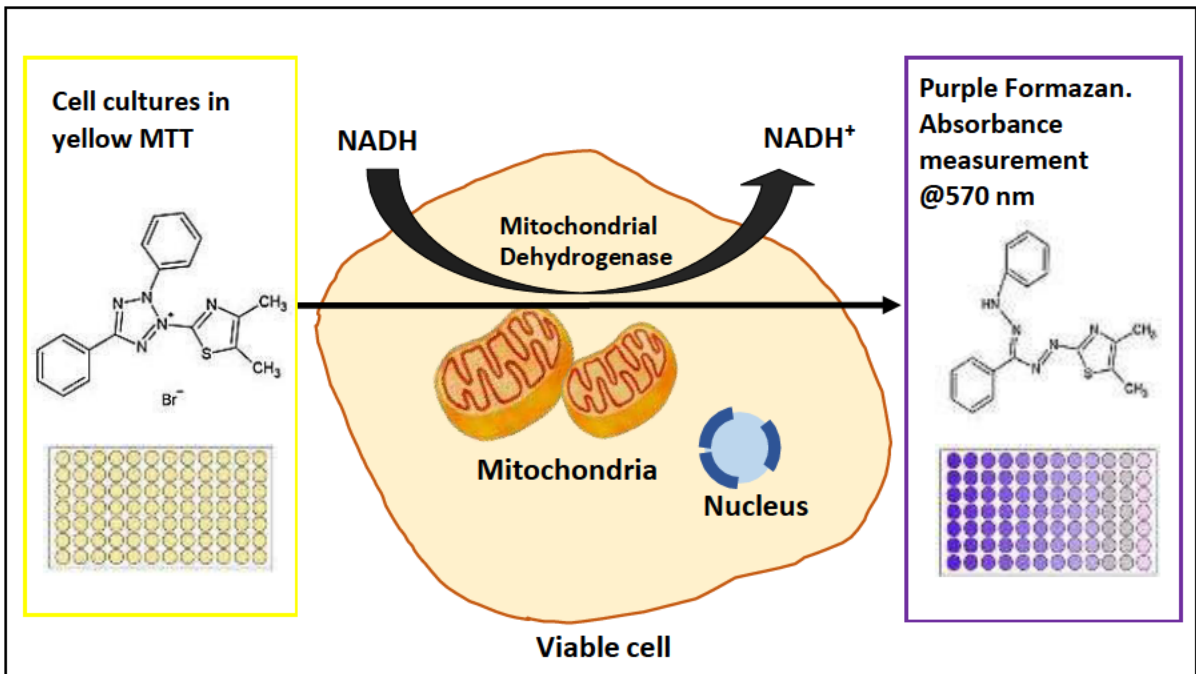 Cell cultures in
yellow MTT
N
N
N
N+
N
S
CH3
CH3
Br−
NADH
NADH+
Mitochondrial
Dehydrogenase
Mitochondria
Nucleus
Viable cell
Purple Formazan.
Absorbance
measurement
@570 nm
HN
N
N
N
N
S
CH3
CH3